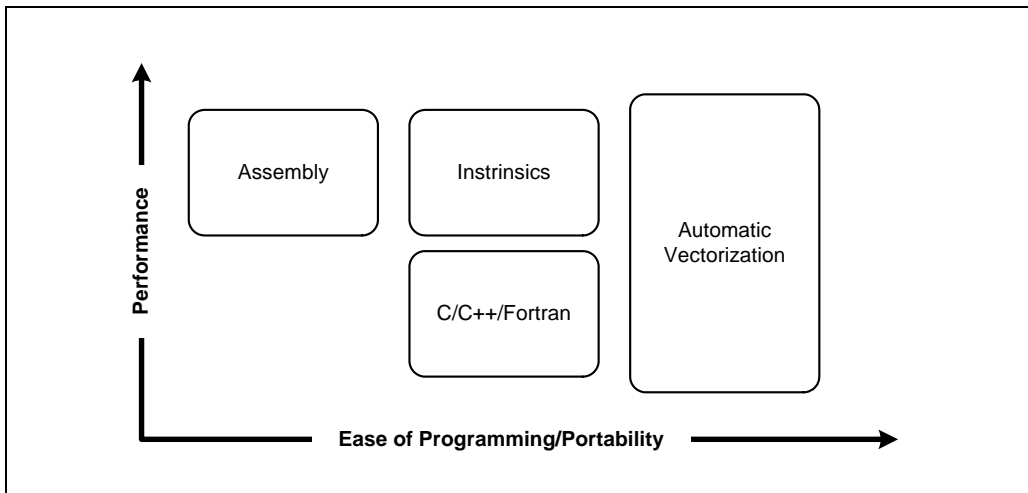 Performance
Assembly
Instrinsics
Automatic
Vectorization
C/C++/Fortran
Ease of Programming/Portability